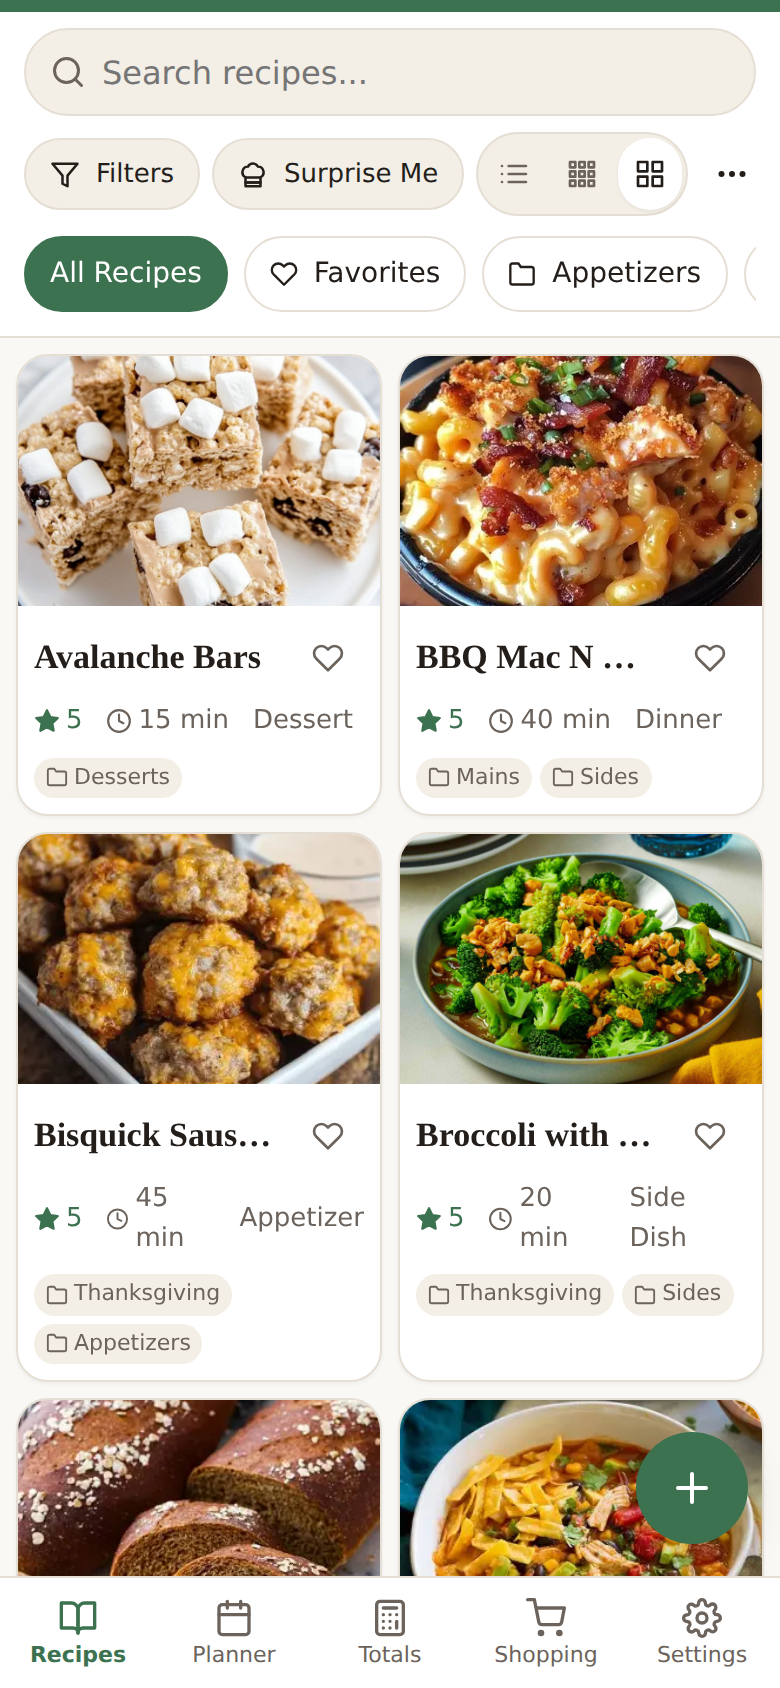 Search recipes...
Filters
Surprise Me
All Recipes
Favorites
Appetizers
Avalanche Bars
5
15 min
Dessert
Desserts
BBQ Mac N …
5
40 min
Dinner
Mains
Sides
Bisquick Saus…
5
45
min
Appetizer
Thanksgiving
Appetizers
Broccoli with …
5
20
min
Side
Dish
Thanksgiving
Sides
Recipes
Planner
Totals
Shopping
Settings